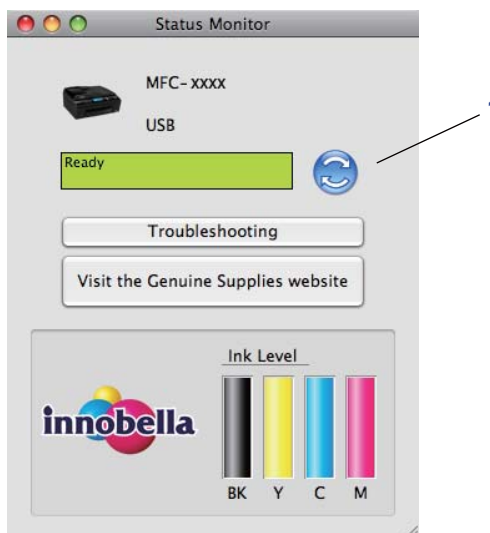 Status Monitor
MFC- xxxx
USB
Ready
Troubleshooting
Visit the Genuine Supplies website
Ink Level
innobella
BK Y C M